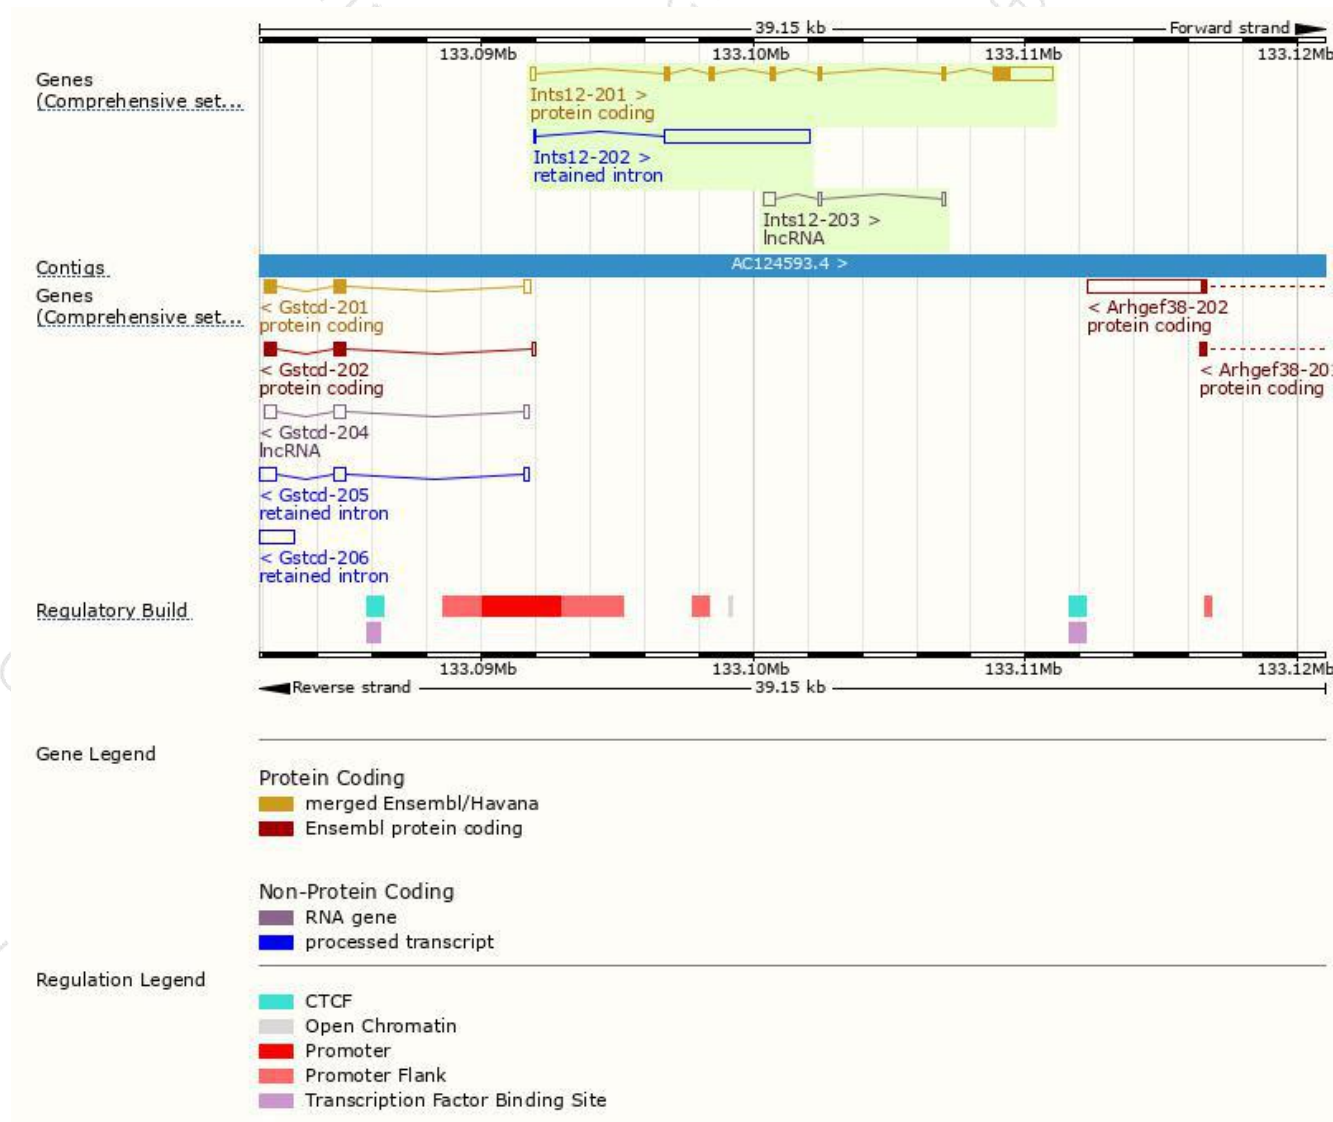 39.15 kb
Forward strand
133.09Mb 133.10Mb 133.11Mb 133.12Mb
Genes
(Comprehensive set...
Ints12-201 >
protein coding
Ints12-202 >
retained intron
Ints12-203 >
lncRNA
Contigs
AC124593.4 >
Genes
(Comprehensive set...
< Gstcd-201
protein coding
< Arhgef38-202
protein coding
< Gstcd-202
protein coding
< Arhgef38-201
protein coding
< Gstcd-204
lncRNA
< Gstcd-205
retained intron
< Gstcd-206
retained intron
Regulatory Build
133.09Mb 133.10Mb 133.11Mb 133.12Mb
Reverse strand
39.15 kb
Gene Legend
Protein Coding
merged Ensembl/Havana
Ensembl protein coding
Non-Protein Coding
RNA gene
processed transcript
Regulation Legend
CTCF
Open Chromatin
Promoter
Promoter Flank
Transcription Factor Binding Site